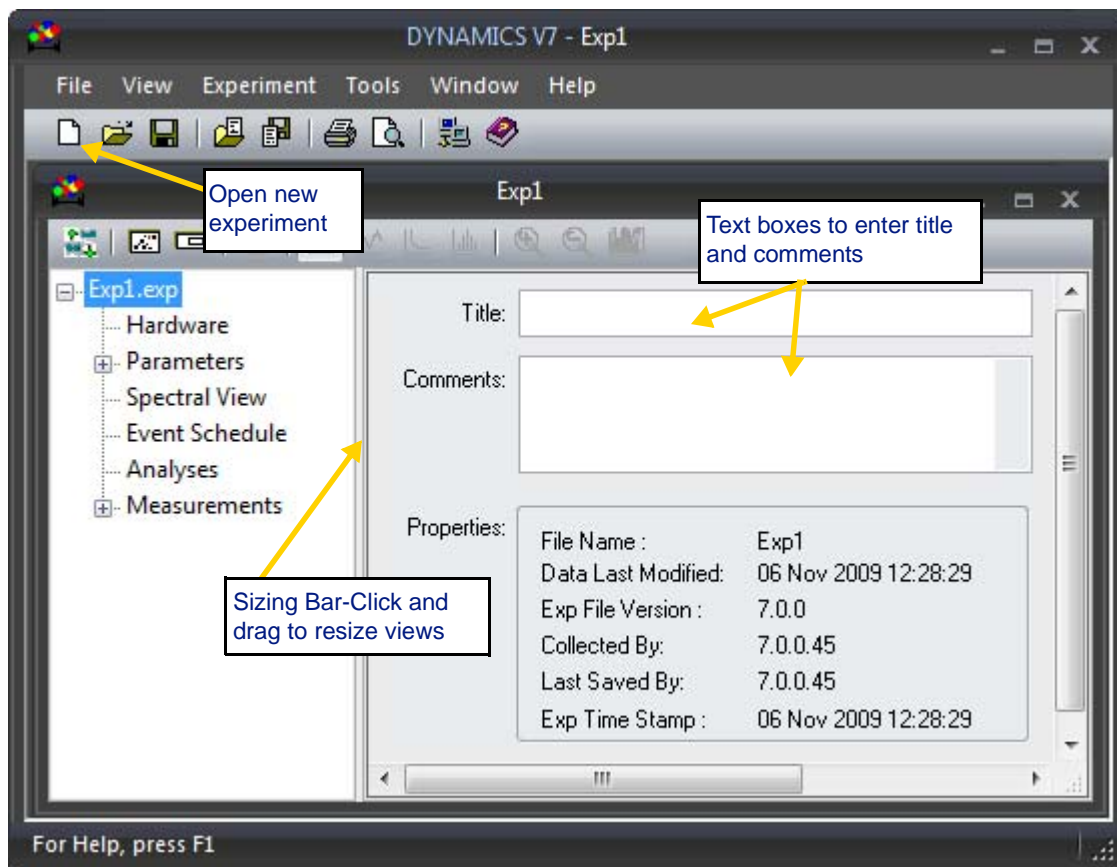 DYNAMICS V7 - Exp1
File View Experiment Tools Window Help
Open new
experiment
Exp1
Text boxes to enter title
and comments
Exp1.exp
Hardware
Parameters
Spectral View
Event Schedule
Analyses
Measurements
Title:
Comments:
Sizing Bar-Click and
drag to resize views
Properties:
File Name : Exp1
Data Last Modified: 06 Nov 2009 12:28:29
Exp File Version : 7.0.0
Collected By: 7.0.0.45
Last Saved By: 7.0.0.45
Exp Time Stamp : 06 Nov 2009 12:28:29
For Help, press F1